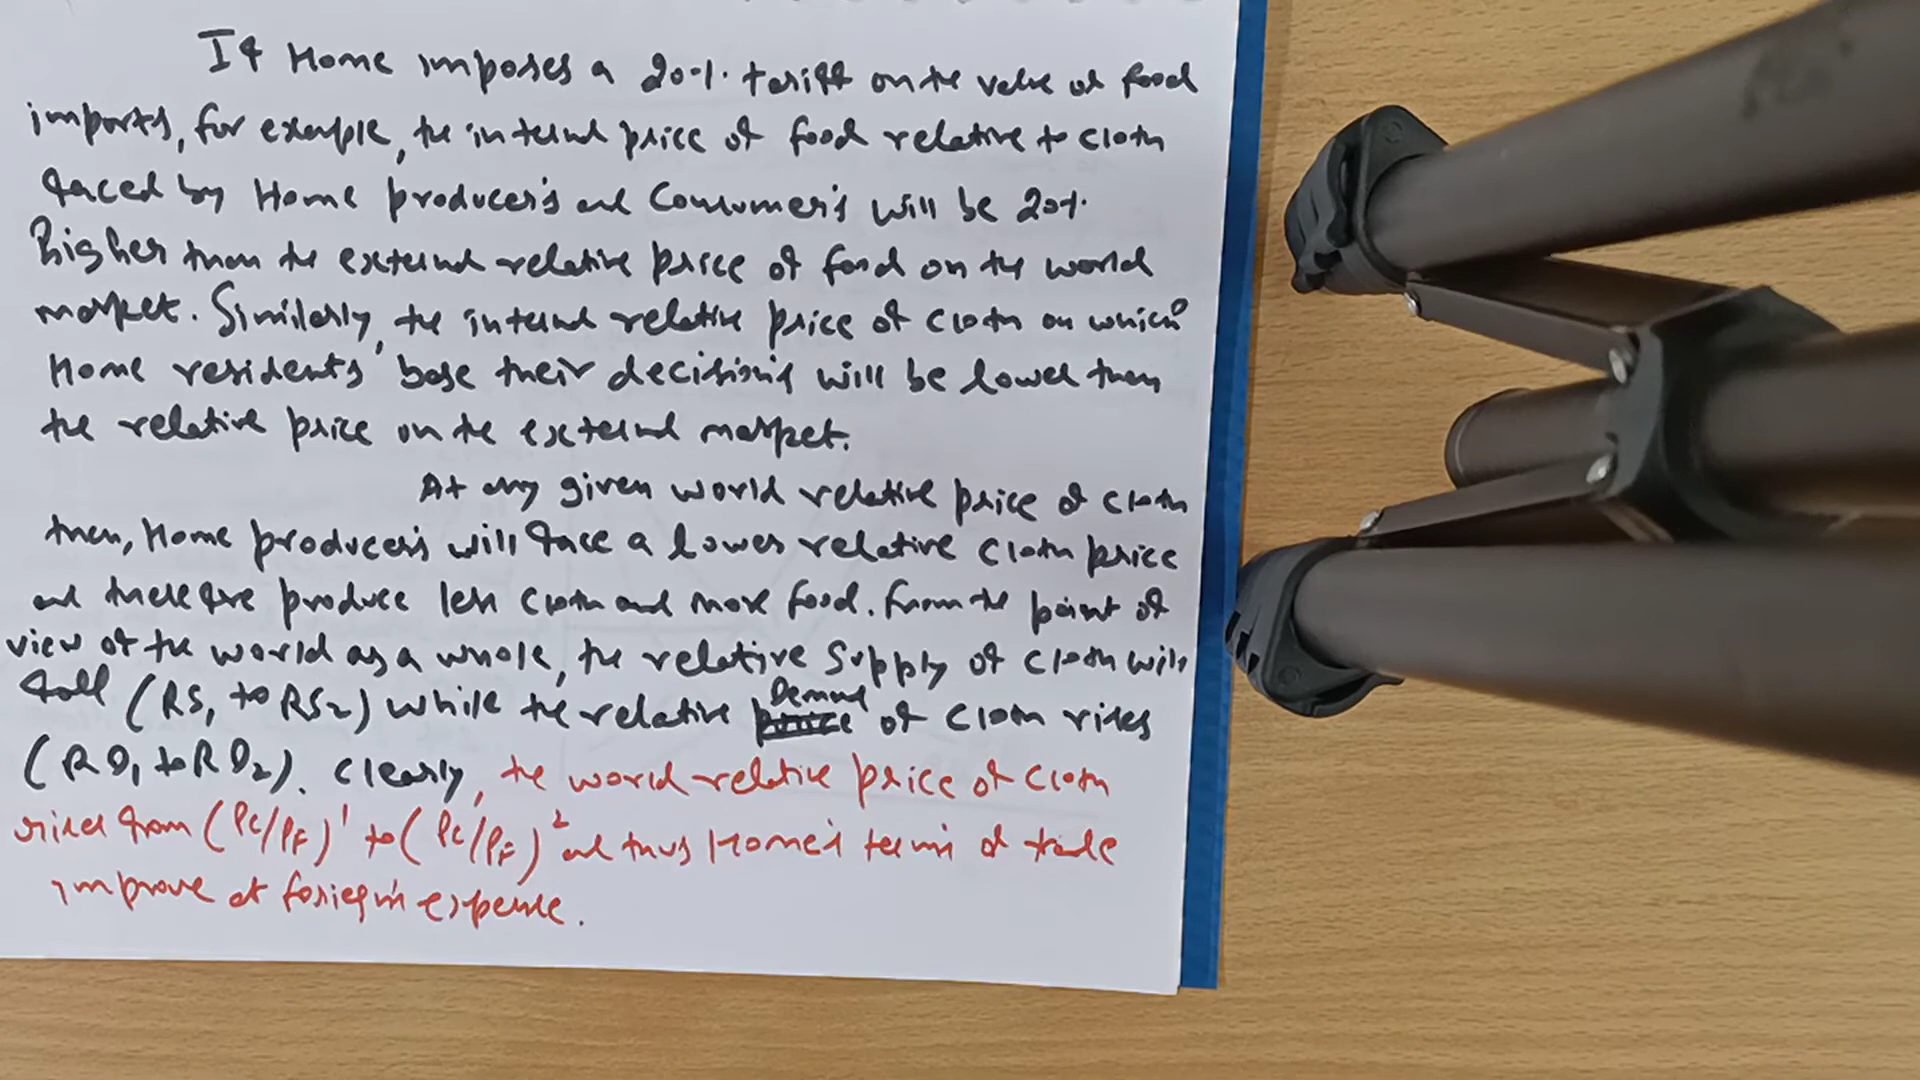 If Home imposes a 20%. tariff on the value of food
imports, for example, the internal price of food relative to cloth
faced by Home producer's and Consumer's will be 20%.
higher than the external relative price of food on the world
market. Similarly, the internal relative price of cloth on which
Home residents' base their decision's will be lower than
the relative price on the external market.
At any given world relative price of cloth
then, Home producer's will face a lower relative cloth price
and therefore produce less cloth and more food. From the point of
view of the world as a whole, the relative supply of cloth will
fall (RS1 to RS2) while the relative Demand of cloth rises
(RD1 to RD2). Clearly, the world relative price of cloth
rises from (PC/PF)¹ to (PC/PF)² and thus Home's terms of trade
improve at foriegn's expense.